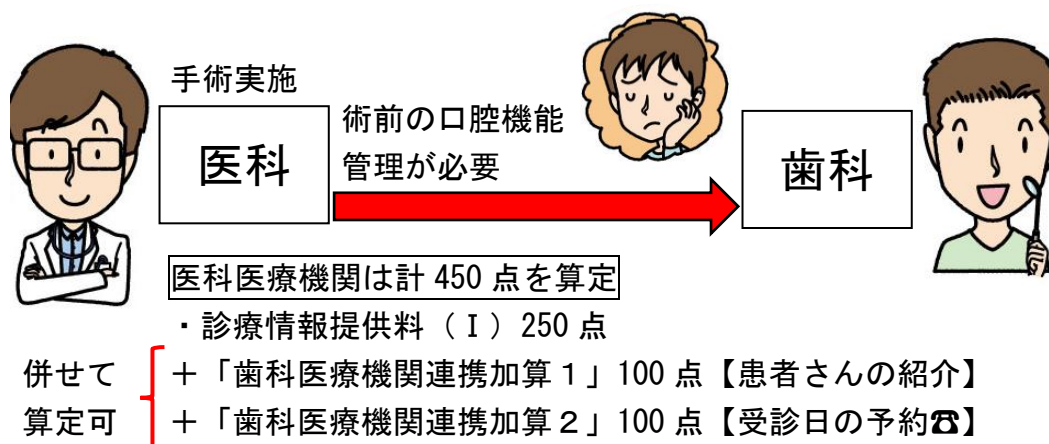 手術実施
医科
術前の口腔機能
管理が必要
歯科
医科医療機関は計 450 点を算定
・診療情報提供料（Ⅰ）250 点
併せて
算定可
＋「歯科医療機関連携加算１」100 点【患者さんの紹介】
＋「歯科医療機関連携加算２」100 点【受診日の予約☎】